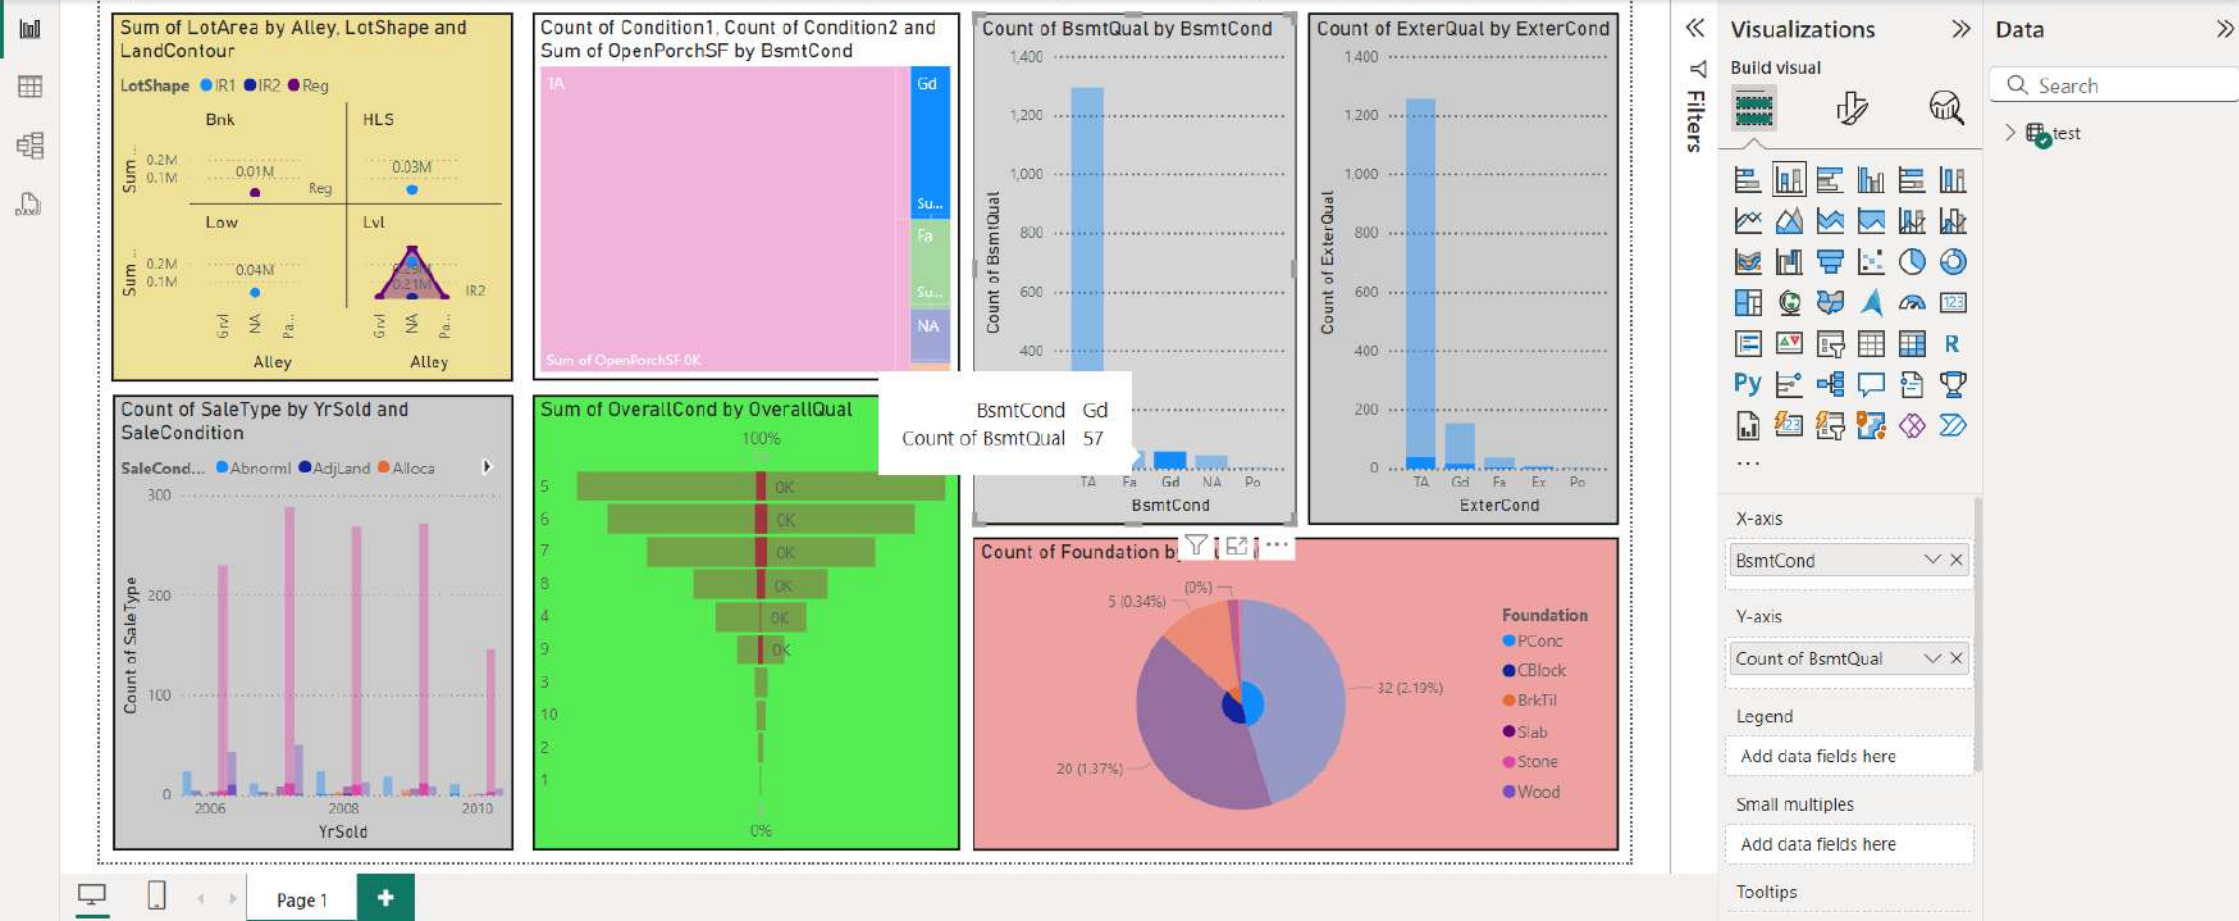 Sum of LotArea by Alley, LotShape and
LandContour
LotShape IR1 IR2 Reg
Bnk
HLS
Sum ...
0.2M
0.1M
0.01M
Reg
0.03M
Low
Lvl
Sum ...
0.2M
0.1M
0.04M
0.21M
IR2
Grvl
NA
Pa...
Grvl
NA
Pa...
Alley
Alley
Count of Condition1, Count of Condition2 and
Sum of OpenPorchSF by BsmtCond
TA
Gd
Su...
Fa
Su...
NA
Sum of OpenPorchSF 0K
Count of BsmtQual by BsmtCond
1,400
1,200
1,000
800
600
400
Count of BsmtQual
TA
Fa
Gd
NA
Po
BsmtCond
BsmtCond Gd
Count of BsmtQual 57
Count of ExterQual by ExterCond
1,400
1,200
1,000
800
600
400
200
0
Count of ExterQual
TA
Gd
Fa
Ex
Po
ExterCond
Count of SaleType by YrSold and
SaleCondition
SaleCond... Abnorml AdjLand Alloca
300
200
100
0
Count of SaleType
2006
2008
2010
YrSold
Sum of OverallCond by OverallQual
100%
5
0K
6
0K
7
0K
8
0K
4
0K
9
0K
3
10
2
1
0%
Count of Foundation b
(0%)
5 (0.34%)
32 (2.19%)
20 (1.37%)
Foundation
PConc
CBlock
BrkTil
Slab
Stone
Wood
Page 1
Filters
Visualizations
Build visual
123
R
Py
...
X-axis
BsmtCond
Y-axis
Count of BsmtQual
Legend
Add data fields here
Small multiples
Add data fields here
Tooltips
Data
Search
test